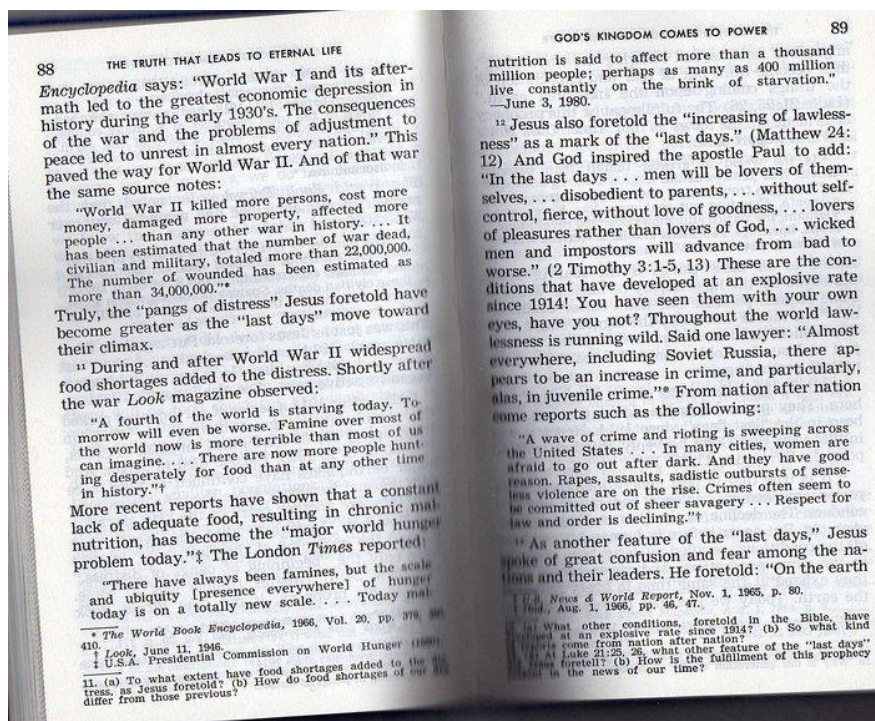 88 THE TRUTH THAT LEADS TO ETERNAL LIFE
Encyclopedia says: "World War I and its after-
math led to the greatest economic depression in
history during the early 1930's. The consequences
of the war and the problems of adjustment to
peace led to unrest in almost every nation." This
paved the way for World War II. And of that war
the same source notes:
"World War II killed more persons, cost more
money, damaged more property, affected more
people ... than any other war in history. . . . It
has been estimated that the number of war dead,
civilian and military, totaled more than 22,000,000.
The number of wounded has been estimated as
more than 34,000,000."*
Truly, the "pangs of distress" Jesus foretold have
become greater as the "last days" move toward
their climax.
11 During and after World War II widespread
food shortages added to the distress. Shortly after
the war Look magazine observed:
"A fourth of the world is starving today. To-
morrow will even be worse. Famine over most of
the world now is more terrible than most of us
can imagine. . . . There are now more people hunt-
ing desperately for food than at any other time
in history."†
More recent reports have shown that a constant
lack of adequate food, resulting in chronic mal-
nutrition, has become the "major world hunger
problem today."‡ The London Times reported:
"There have always been famines, but the scale
and ubiquity [presence everywhere] of hunger
today is on a totally new scale. . . . Today mal-
* The World Book Encyclopedia, 1966, Vol. 20, pp. 379,
410.
† Look, June 11, 1946.
‡ U.S.A. Presidential Commission on World Hunger
11. (a) To what extent have food shortages added to the
tress, as Jesus foretold? (b) How do food shortages of our
differ from those previous?
GOD'S KINGDOM COMES TO POWER 89
nutrition is said to affect more than a thousand
million people; perhaps as many as 400 million
live constantly on the brink of starvation."
—June 3, 1980.
12 Jesus also foretold the "increasing of lawless-
ness" as a mark of the "last days." (Matthew 24:
12) And God inspired the apostle Paul to add:
"In the last days . . . men will be lovers of them-
selves, . . . disobedient to parents, . . . without self-
control, fierce, without love of goodness, . . . lovers
of pleasures rather than lovers of God, . . . wicked
men and impostors will advance from bad to
worse." (2 Timothy 3:1-5, 13) These are the con-
ditions that have developed at an explosive rate
since 1914! You have seen them with your own
eyes, have you not? Throughout the world law-
lessness is running wild. Said one lawyer: "Almost
everywhere, including Soviet Russia, there ap-
pears to be an increase in crime, and particularly,
alas, in juvenile crime."* From nation after nation
come reports such as the following:
"A wave of crime and rioting is sweeping across
the United States . . . In many cities, women are
afraid to go out after dark. And they have good
reason. Rapes, assaults, sadistic outbursts of sense-
less violence are on the rise. Crimes often seem to
be committed out of sheer savagery . . . Respect for
law and order is declining."†
As another feature of the "last days," Jesus
spoke of great confusion and fear among the na-
tions and their leaders. He foretold: "On the earth
News & World Report, Nov. 1, 1965, p. 80.
Aug. 1, 1966, pp. 46, 47.
(a) What other conditions, foretold in the Bible, have
at an explosive rate since 1914? (b) So what kind
come from nation after nation?
At Luke 21:25, 26, what other feature of the "last days"
Jesus foretell? (b) How is the fulfillment of this prophecy
in the news of our time?